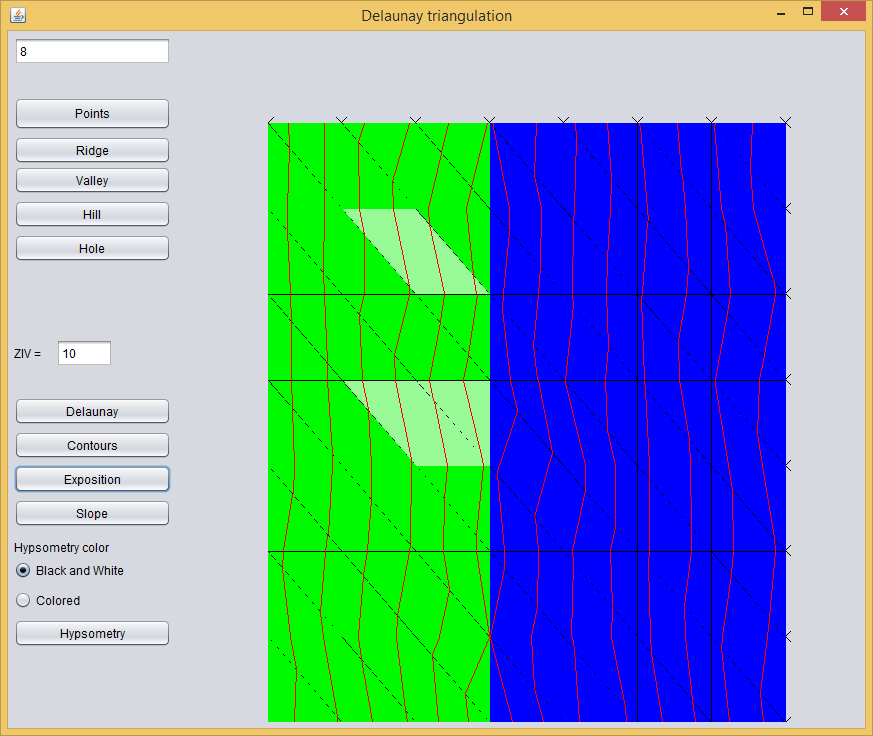 Delaunay triangulation
8
Points
Ridge
Valley
Hill
Hole
ZIV = 10
Delaunay
Contours
Exposition
Slope
Hypsometry color
Black and White
Colored
Hypsometry